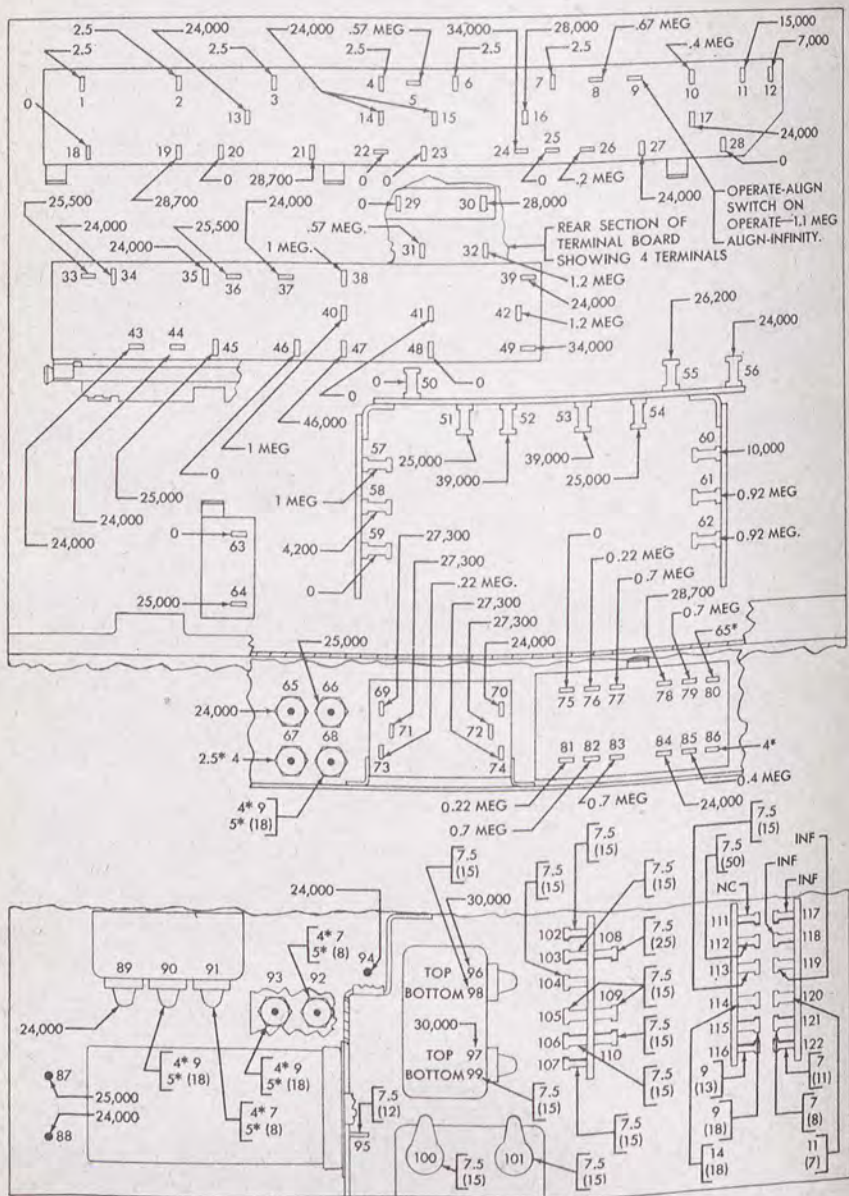 2.5 24,000 24,000 .57 MEG 34,000 28,000 .67 MEG 15,000
2.5 2.5 2.5 2.5 2.5 .4 MEG 7,000
1 2 3 4 5 6 7 8 9 10 11 12
0 13 14 15 16 17
18 19 20 21 22 23 24 25 26 27 28
24,000
0 28,700 0 0 0 .2 MEG 0
28,700 24,000
OPERATE-ALIGN
SWITCH ON
OPERATE—1.1 MEG
ALIGN-INFINITY.
25,500 24,000 0 29 30 28,000
24,000 25,500 .57 MEG.
24,000 1 MEG. 31 32
REAR SECTION OF
TERMINAL BOARD
SHOWING 4 TERMINALS
1.2 MEG
33 34 35 36 37 38 39
24,000
40 41 42 1.2 MEG
43 44 45 46 47 48 49 34,000
26,200 24,000
0 50 55 56
46,000 0 0
51 52 53 54
1 MEG 57 25,000 39,000 60 10,000
0 1 MEG 58 39,000 25,000 61 0.92 MEG
25,000 4,200 59 62 0.92 MEG.
24,000
24,000
0 63 0
64 25,000
27,300 0 0.22 MEG
27,300 0.7 MEG
.22 MEG. 28,700
27,300 0.7 MEG
27,300 65*
25,000 24,000
65 66 69 70 75 76 77 78 79 80
24,000 71 72
67 68 73 74 81 82 83 84 85 86
2.5* 4 4*
4* 9
5* (18)
0.22 MEG 0.7 MEG 24,000 0.4 MEG
0.7 MEG
7.5
(15)
7.5
(15)
7.5
(15)
7.5
(15)
7.5
(50)
7.5
(15)
INF
INF
NC INF
24,000 30,000
94
4* 7
5* (8)
89 90 91 93 92
TOP 96
BOTTOM 98
30,000
TOP 97
BOTTOM 99
102 103 104 105 106 107
108 109 110
7.5
(25)
7.5
(15)
7.5
(15)
7.5
(15)
7.5
(15)
111 112 113 114 115 116
117 118 119 120 121 122
24,000
4* 9
5* (18)
4* 9
5* (18)
4* 7
5* (8)
87
25,000
24,000
88
7.5
(12)
95
7.5
(15)
100 7.5
(15)
101 7.5
(15)
9
(13)
9
(18)
14
(18)
7
(11)
7
(8)
11
(7)